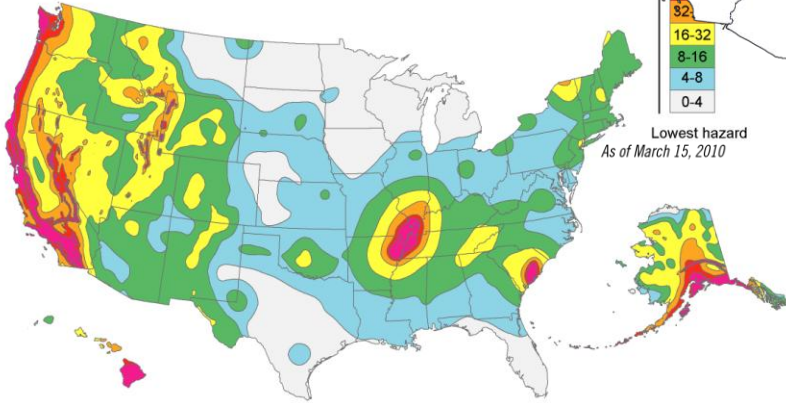 32-
16-32
8-16
4-8
0-4
Lowest hazard
As of March 15, 2010